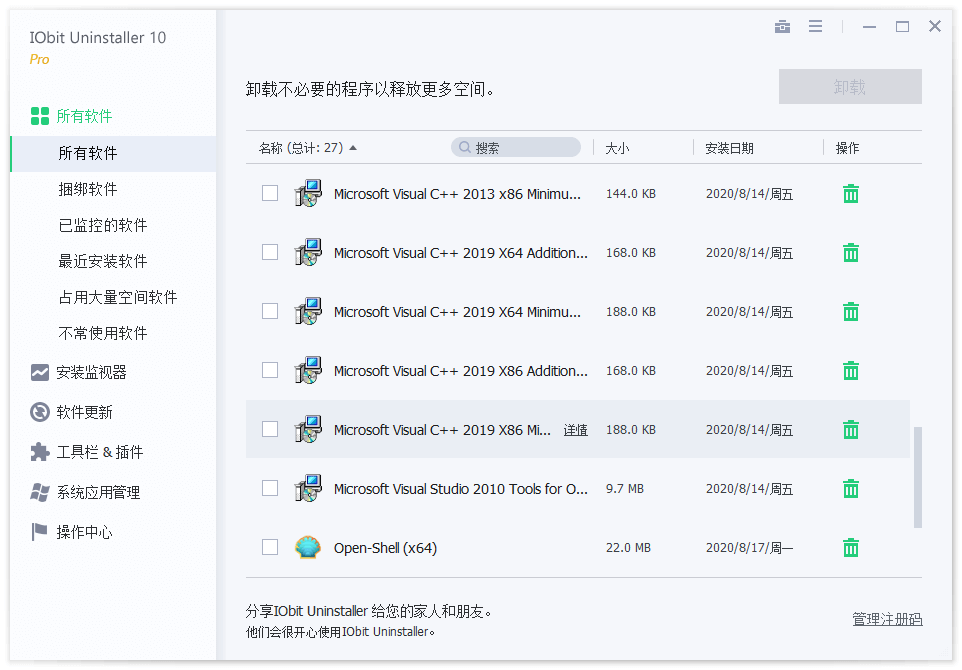 IObit Uninstaller 10
Pro
所有软件
所有软件
捆绑软件
已监控的软件
最近安装软件
占用大量空间软件
不常使用软件
安装监视器
软件更新
工具栏 & 插件
系统应用管理
操作中心
卸载不必要的程序以释放更多空间。
卸载
名称 (总计: 27) 搜索 大小 安装日期 操作
Microsoft Visual C++ 2013 x86 Minimu... 144.0 KB 2020/8/14/周五
Microsoft Visual C++ 2019 X64 Addition... 168.0 KB 2020/8/14/周五
Microsoft Visual C++ 2019 X64 Minimu... 188.0 KB 2020/8/14/周五
Microsoft Visual C++ 2019 X86 Addition... 168.0 KB 2020/8/14/周五
Microsoft Visual C++ 2019 X86 Mi... 详情 188.0 KB 2020/8/14/周五
Microsoft Visual Studio 2010 Tools for O... 9.7 MB 2020/8/14/周五
Open-Shell (x64) 22.0 MB 2020/8/17/周一
分享IObit Uninstaller 给您的家人和朋友。
他们会很开心使用IObit Uninstaller。
管理注册码